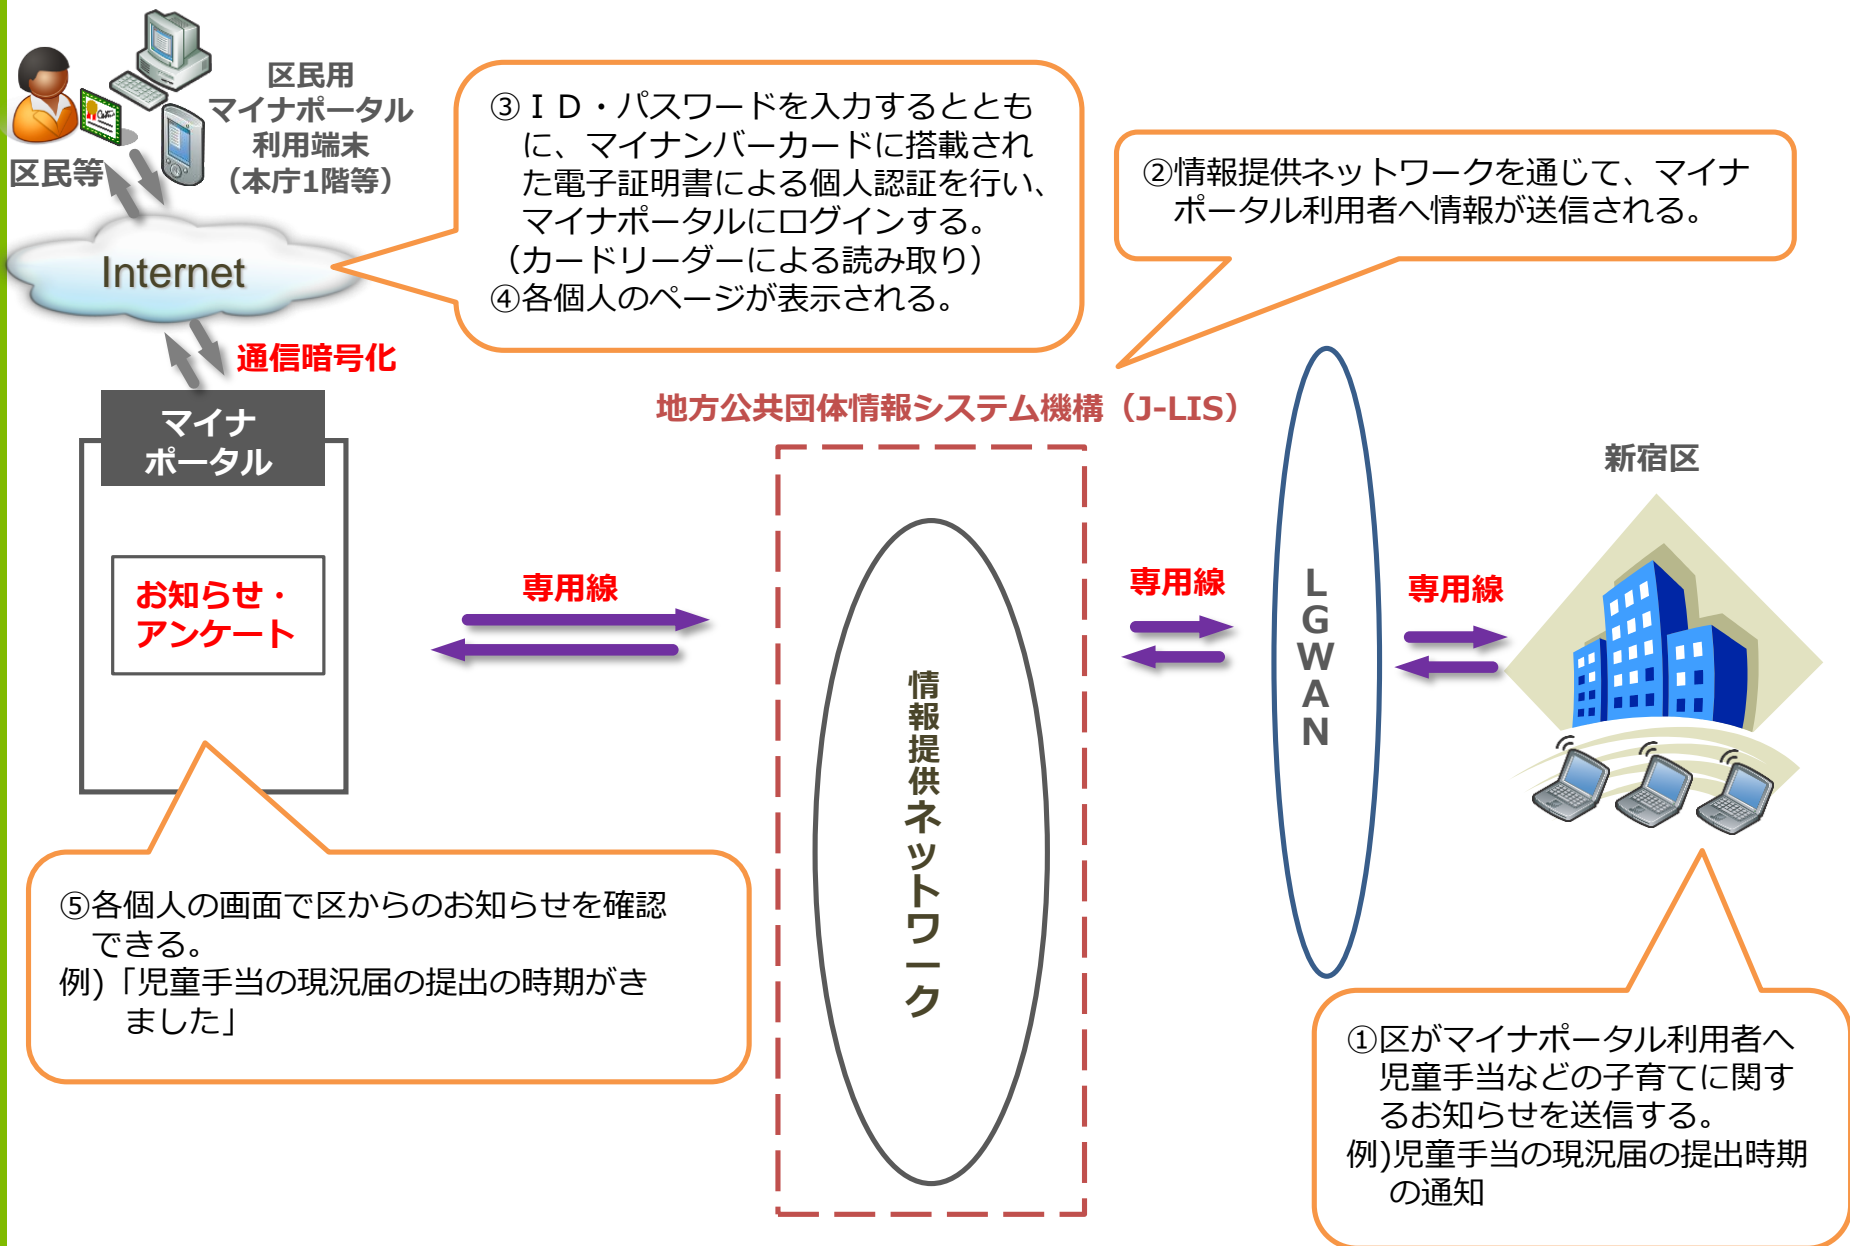 区民用
マイナポータル
利用端末
（本庁1階等）
区民等
Internet
通信暗号化
③ＩＤ・パスワードを入力するととも
に、マイナンバーカードに搭載され
た電子証明書による個人認証を行い、
マイナポータルにログインする。
（カードリーダーによる読み取り）
④各個人のページが表示される。
②情報提供ネットワークを通じて、マイナ
ポータル利用者へ情報が送信される。
マイナ
ポータル
お知らせ・
アンケート
専用線
地方公共団体情報システム機構（J-LIS）
情報提供ネットワーク
専用線
LGWAN
専用線
新宿区
⑤各個人の画面で区からのお知らせを確認
できる。
例)「児童手当の現況届の提出の時期がき
ました」
①区がマイナポータル利用者へ
児童手当などの子育てに関す
るお知らせを送信する。
例)児童手当の現況届の提出時期
の通知